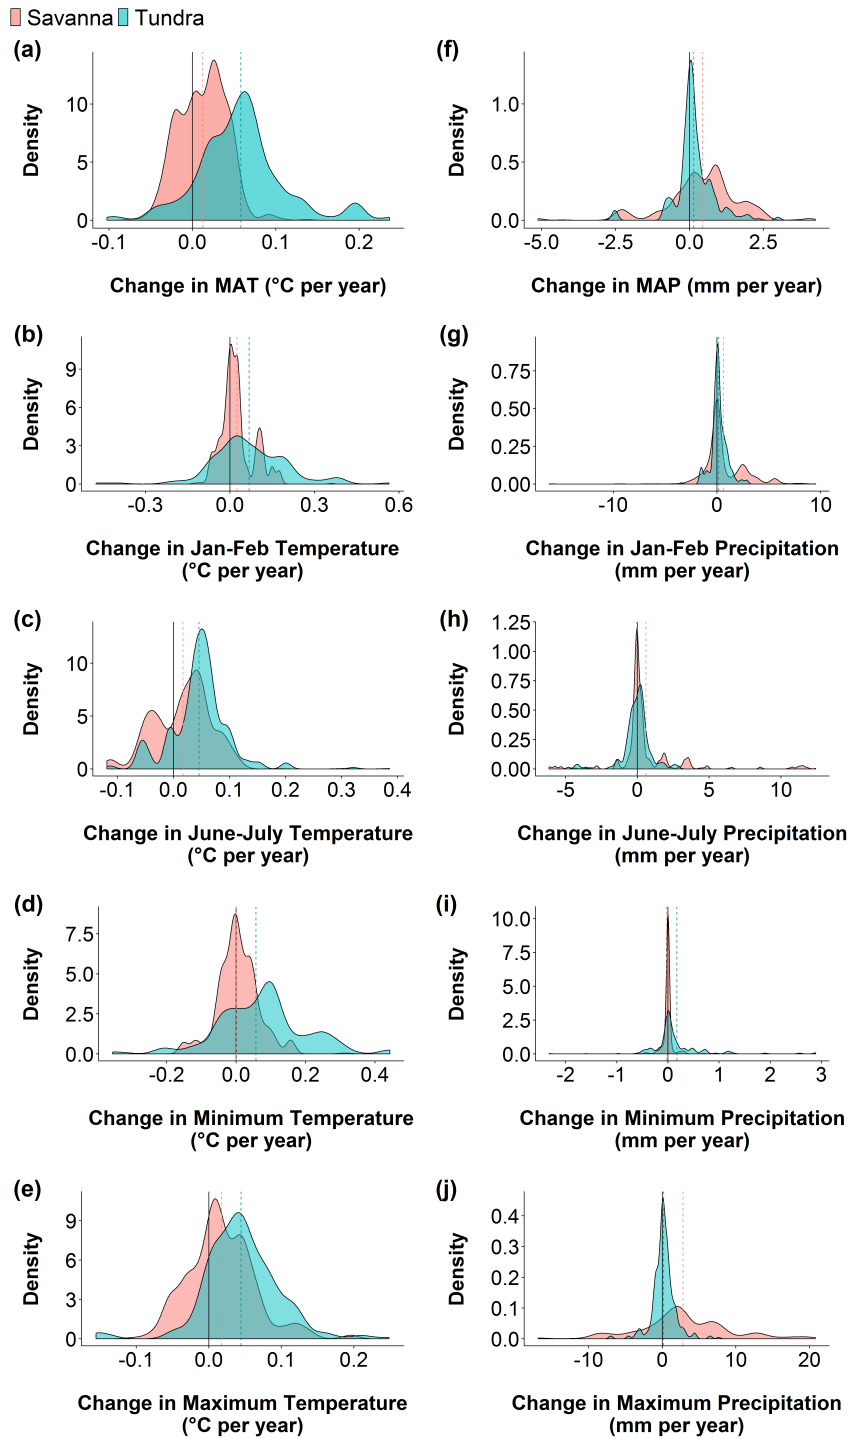 Savanna Tundra
(a)
Density
10
5
0
-0.1 0.0 0.1 0.2
Change in MAT (°C per year)
(f)
Density
1.0
0.5
0.0
-5.0 -2.5 0.0 2.5
Change in MAP (mm per year)
(b)
Density
9
6
3
0
-0.3 0.0 0.3 0.6
Change in Jan-Feb Temperature
(°C per year)
(g)
Density
0.75
0.50
0.25
0.00
-10 0 10
Change in Jan-Feb Precipitation
(mm per year)
(c)
Density
10
5
0
-0.1 0.0 0.1 0.2 0.3 0.4
Change in June-July Temperature
(°C per year)
(h)
Density
1.25
1.00
0.75
0.50
0.25
0.00
-5 0 5 10
Change in June-July Precipitation
(mm per year)
(d)
Density
7.5
5.0
2.5
0.0
-0.2 0.0 0.2 0.4
Change in Minimum Temperature
(°C per year)
(i)
Density
10.0
7.5
5.0
2.5
0.0
-2 -1 0 1 2 3
Change in Minimum Precipitation
(mm per year)
(e)
Density
9
6
3
0
-0.1 0.0 0.1 0.2
Change in Maximum Temperature
(°C per year)
(j)
Density
0.4
0.3
0.2
0.1
0.0
-10 0 10 20
Change in Maximum Precipitation
(mm per year)